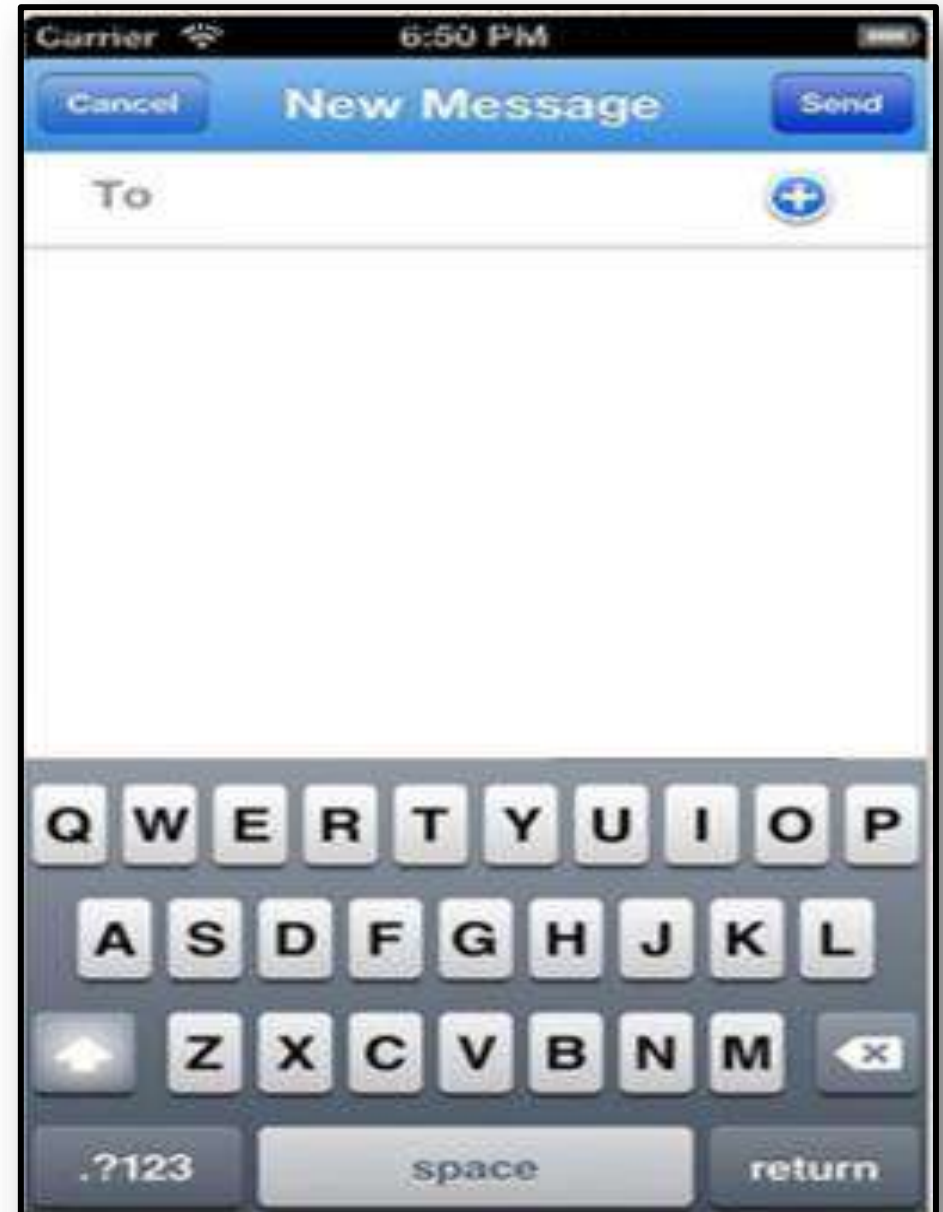 Carrier 6:50 PM
Cancel New Message Send
To
Q W E R T Y U I O P
A S D F G H J K L
Z X C V B N M
.?123 space return